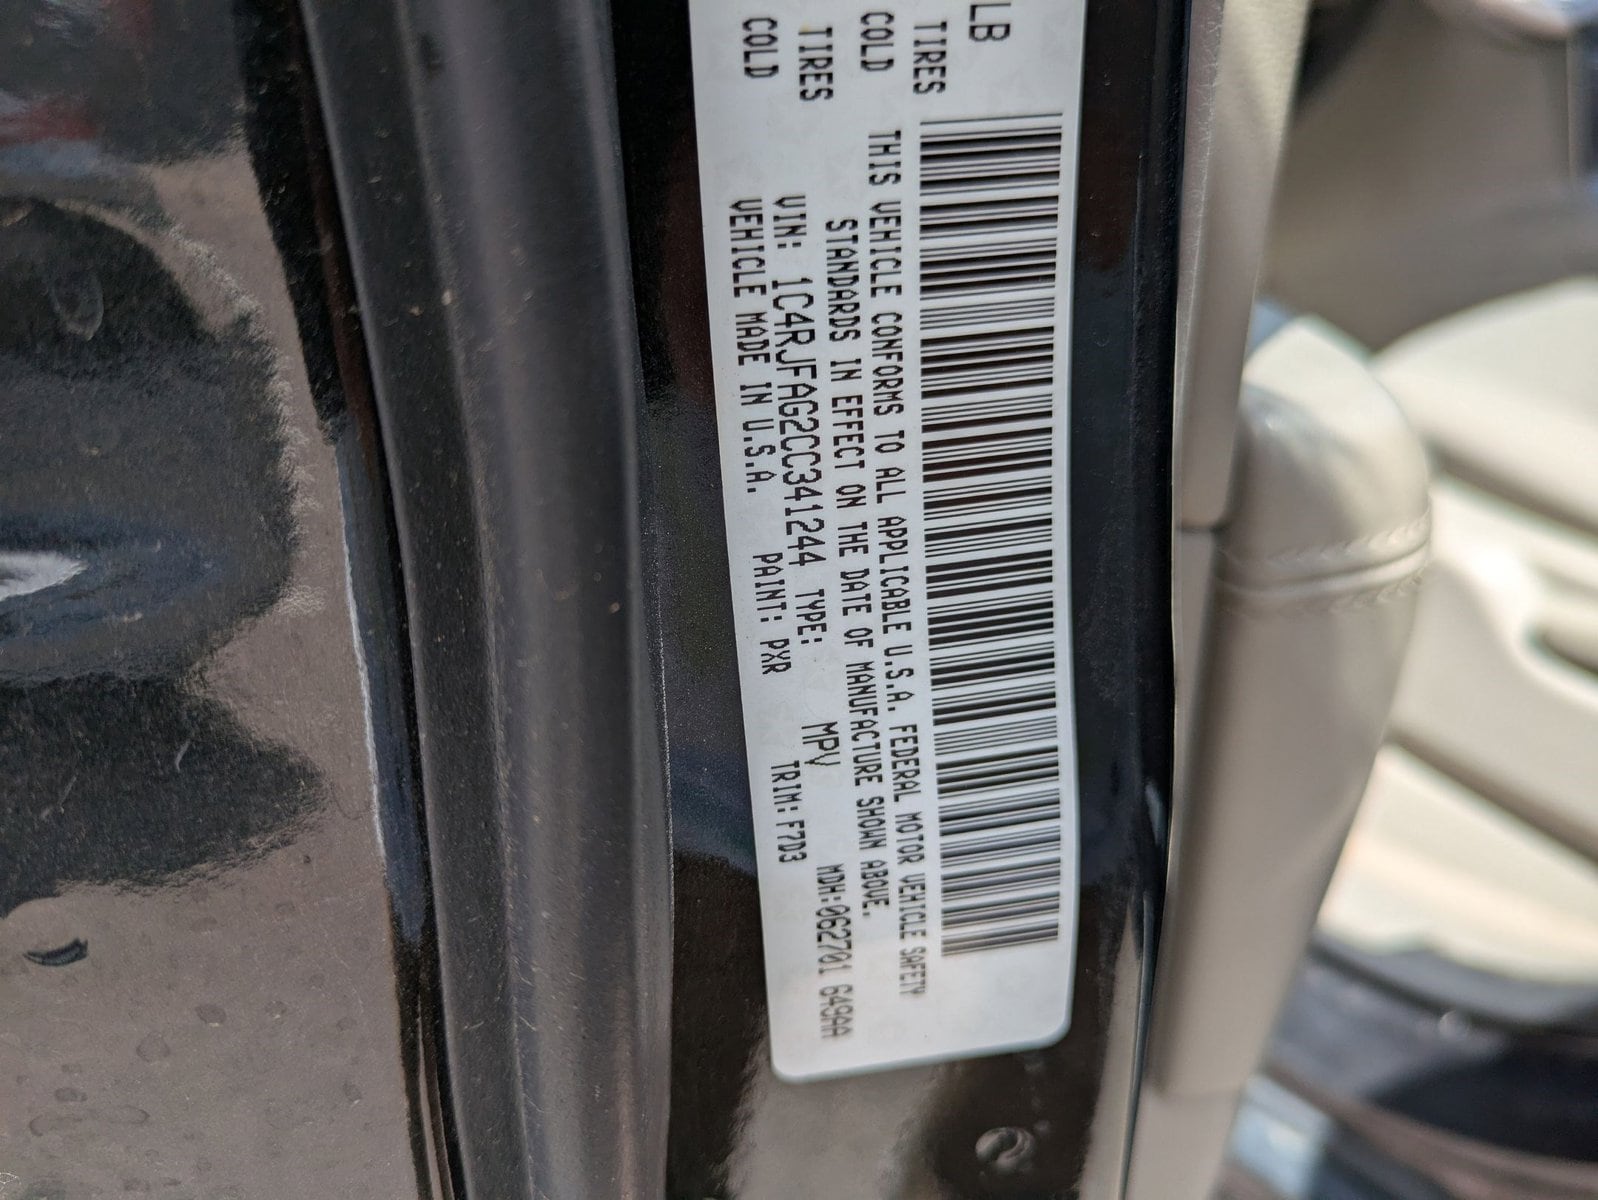 LB
TIRES
COLD
TIRES
COLD
THIS VEHICLE CONFORMS TO ALL APPLICABLE U.S.A. FEDERAL MOTOR VEHICLE SAFETY
STANDARDS IN EFFECT ON THE DATE OF MANUFACTURE SHOWN ABOVE.
VIN: 1C4RJFAG2CC341244 TYPE: MPV MDH:062701 649AA
VEHICLE MADE IN U.S.A. PAINT: PXR TRIM: F7D3